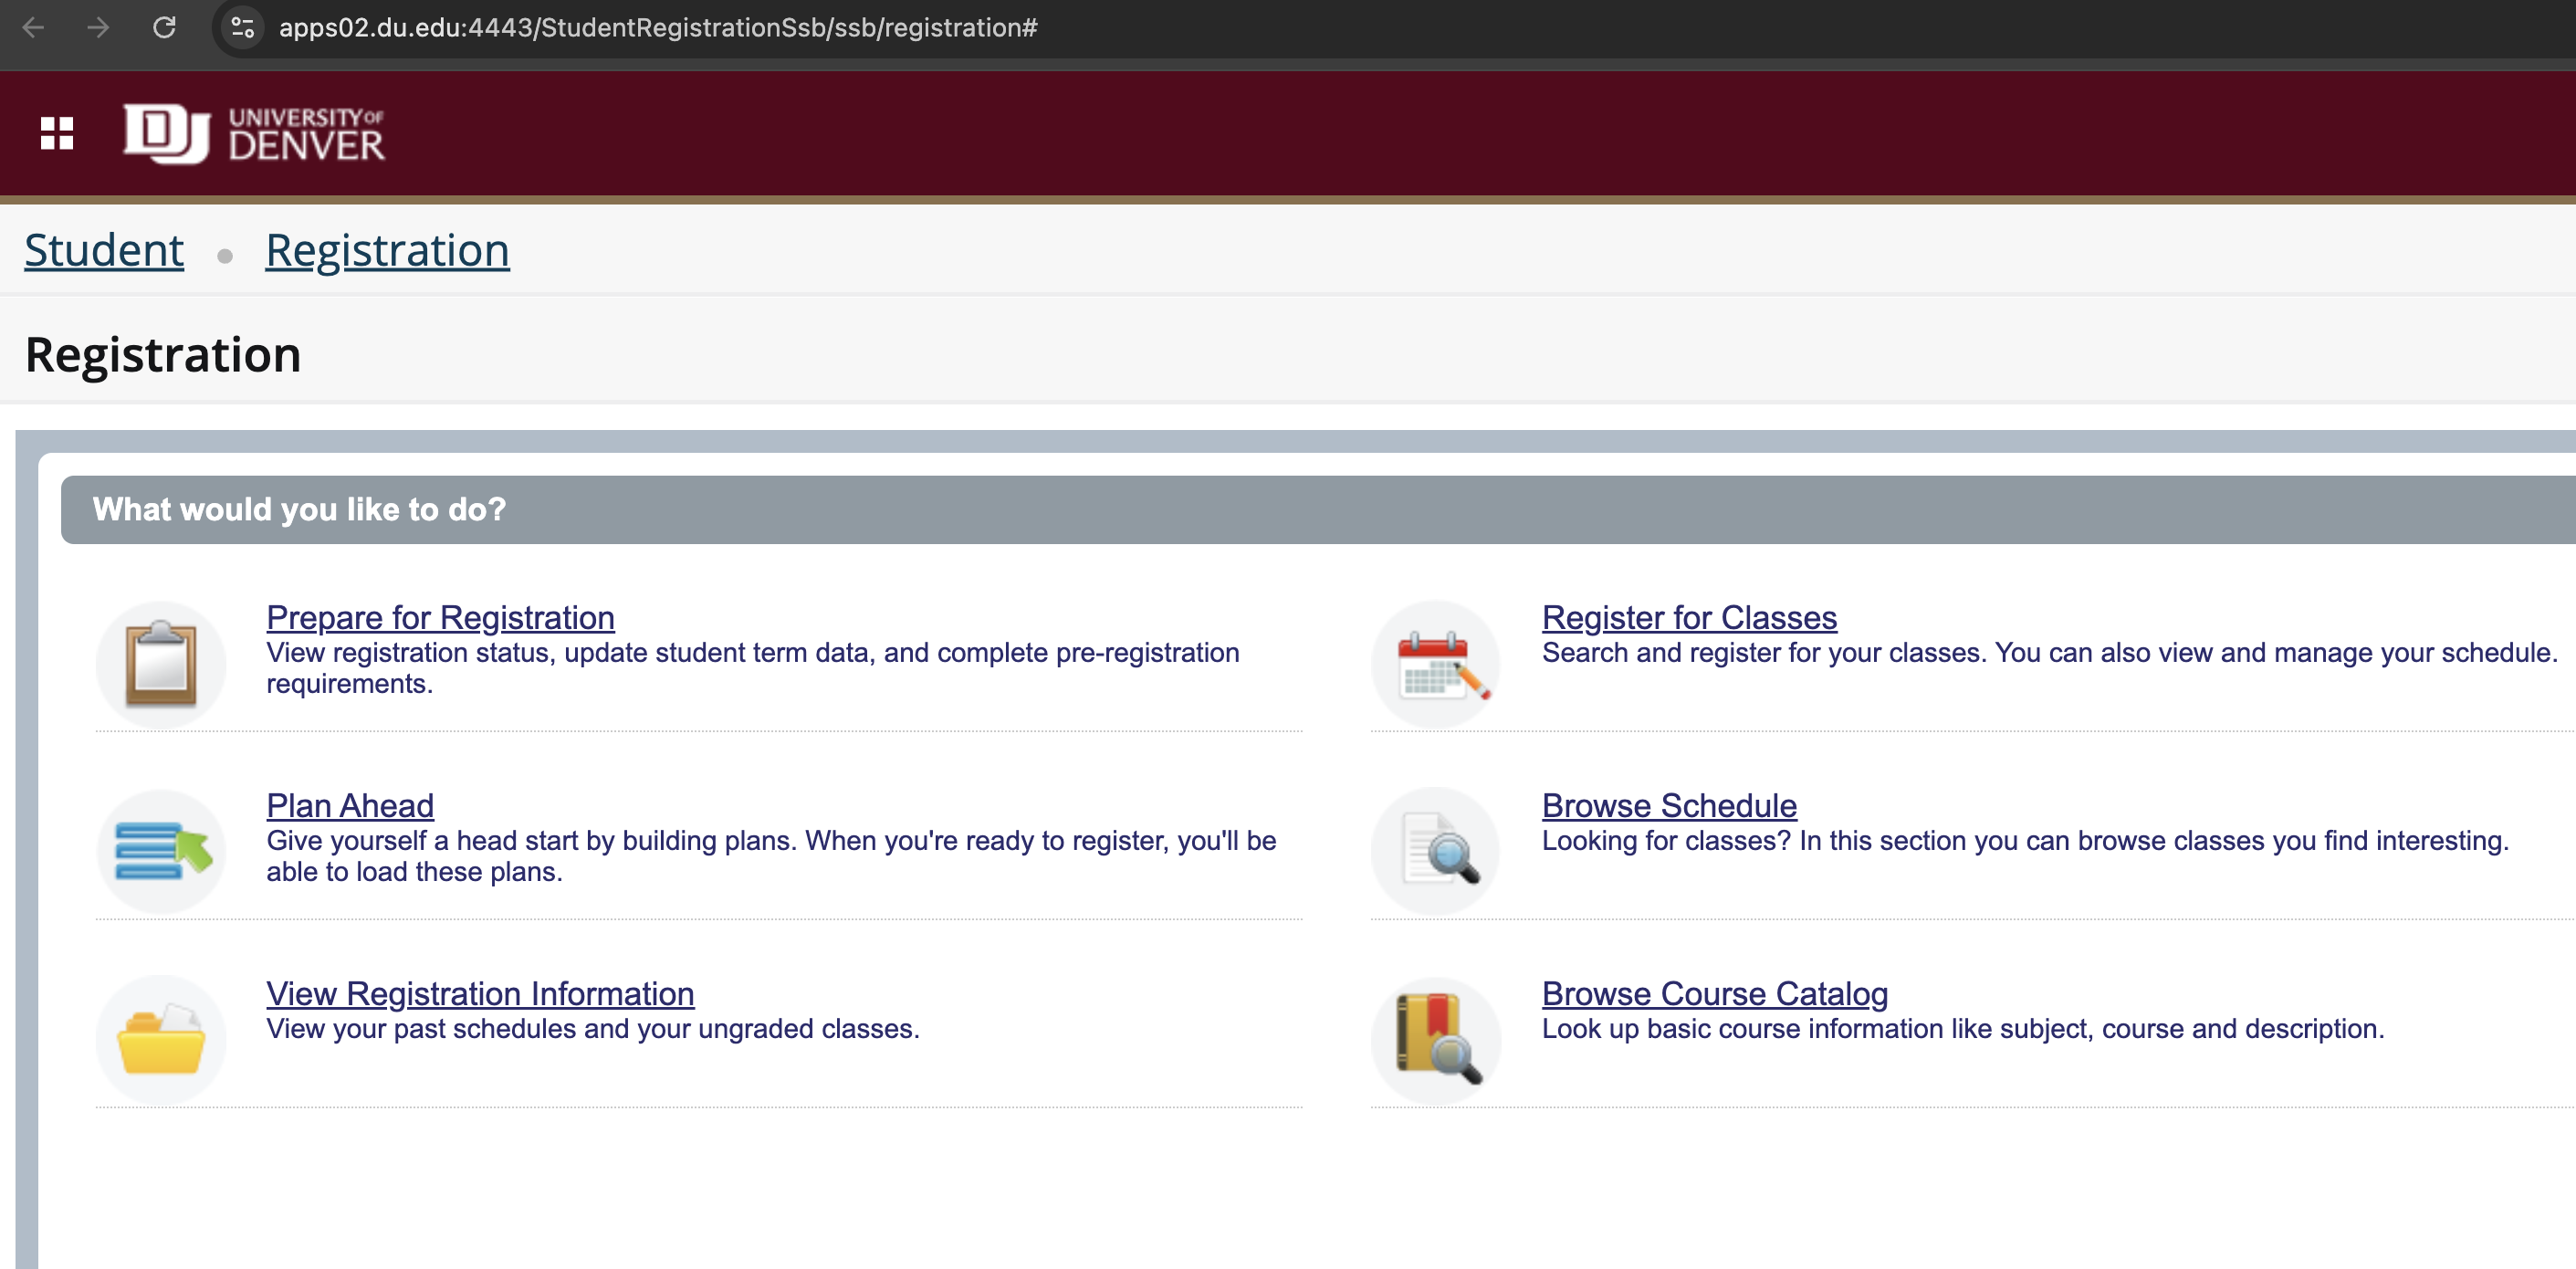 apps02.du.edu:4443/StudentRegistrationSsb/ssb/registration#
DU UNIVERSITY OF
DENVER
Student • Registration
Registration
What would you like to do?
Prepare for Registration
View registration status, update student term data, and complete pre-registration
requirements.
Register for Classes
Search and register for your classes. You can also view and manage your schedule.
Plan Ahead
Give yourself a head start by building plans. When you're ready to register, you'll be
able to load these plans.
Browse Schedule
Looking for classes? In this section you can browse classes you find interesting.
View Registration Information
View your past schedules and your ungraded classes.
Browse Course Catalog
Look up basic course information like subject, course and description.